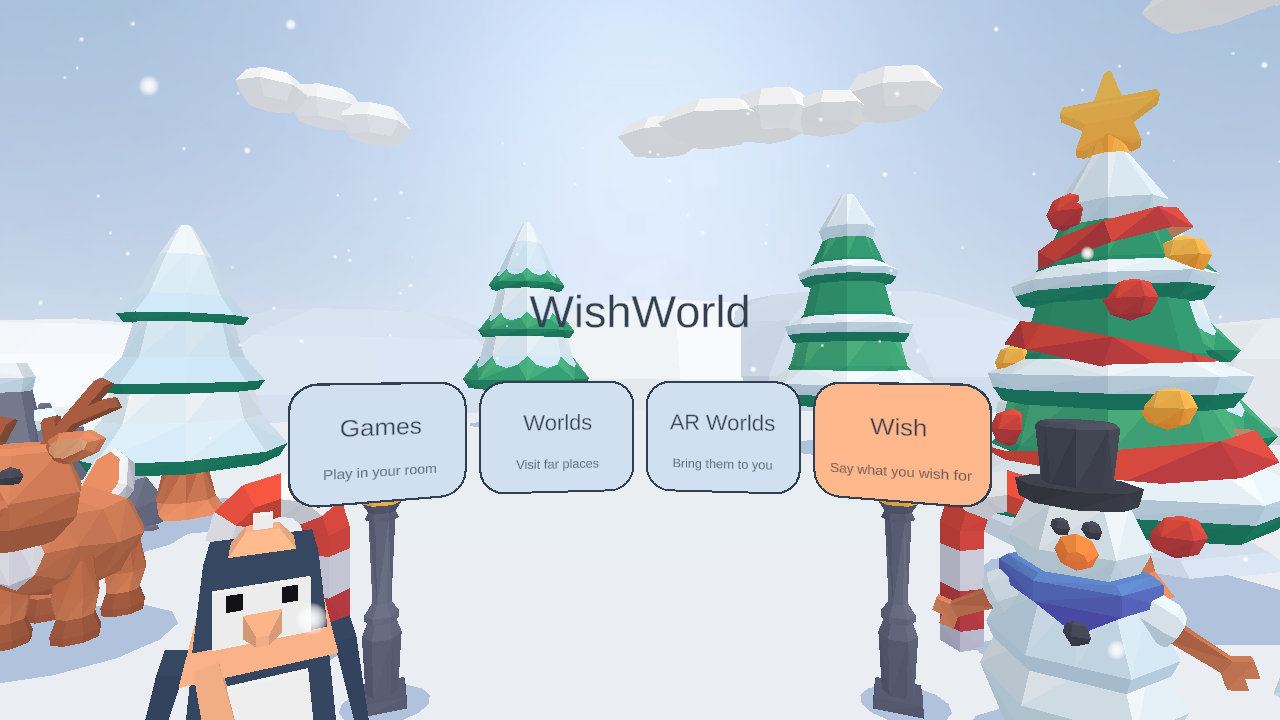 WishWorld
Games
Play in your room
Worlds
Visit far places
AR Worlds
Bring them to you
Wish
Say what you wish for